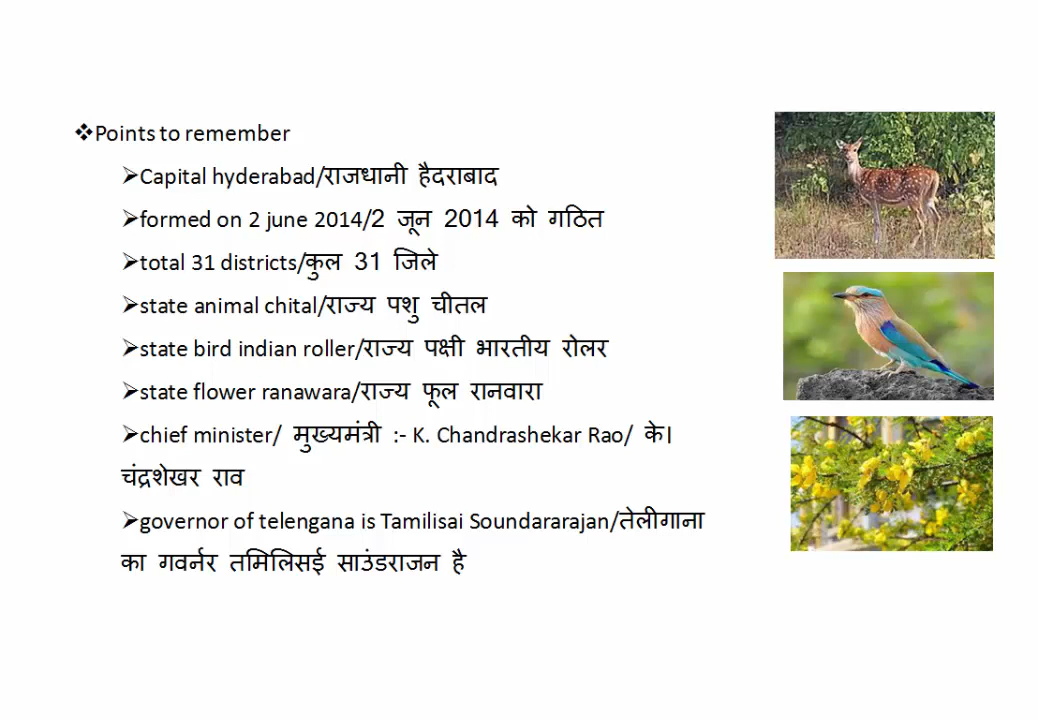 ❖Points to remember
➢Capital hyderabad/राजधानी हैदराबाद
➢formed on 2 june 2014/2 जून 2014 को गठित
➢total 31 districts/कुल 31 जिले
➢state animal chital/राज्य पशु चीतल
➢state bird indian roller/राज्य पक्षी भारतीय रोलर
➢state flower ranawara/राज्य फूल रानवारा
➢chief minister/ मुख्यमंत्री :- K. Chandrashekar Rao/ के।
चंद्रशेखर राव
➢governor of telengana is Tamilisai Soundararajan/तेलीगाना
का गवर्नर तमिलिसई साउंडराजन है